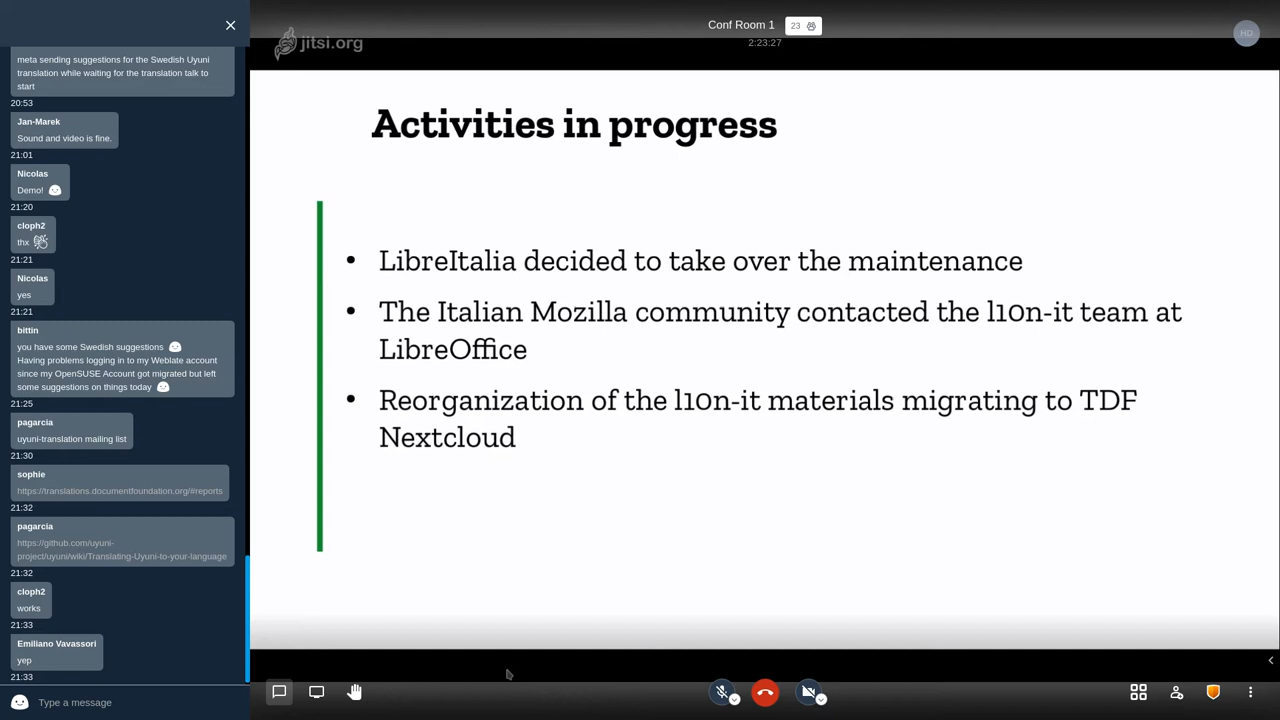 meta sending suggestions for the Swedish Uyuni
translation while waiting for the translation talk to
start
20:53
Jan-Marek
Sound and video is fine.
21:01
Nicolas
Demo!
21:20
cloph2
thx
21:21
Nicolas
yes
21:21
bittin
you have some Swedish suggestions
Having problems logging in to my Weblate account
since my OpenSUSE Account got migrated but left
some suggestions on things today
21:25
pagarcia
uyuni-translation mailing list
21:30
sophie
https://translations.documentfoundation.org/#reports
21:32
pagarcia
https://github.com/uyuni-
project/uyuni/wiki/Translating-Uyuni-to-your-language
21:32
cloph2
works
21:33
Emiliano Vavassori
yep
21:33
Type a message
jitsi.org
Conf Room 1
23
2:23:27
HD
Activities in progress
• LibreItalia decided to take over the maintenance
• The Italian Mozilla community contacted the l10n-it team at
LibreOffice
• Reorganization of the l10n-it materials migrating to TDF
Nextcloud